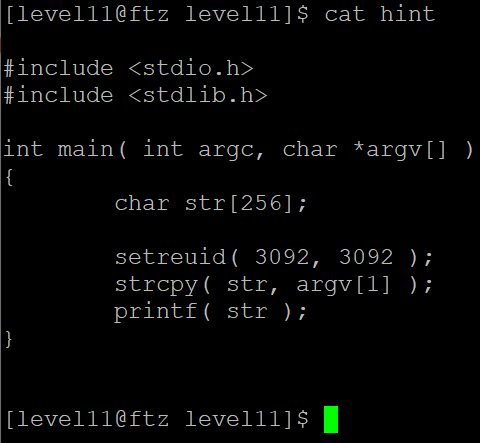 [level11@ftz level11]$ cat hint
#include <stdio.h>
#include <stdlib.h>
int main( int argc, char *argv[] )
{
char str[256];
setreuid( 3092, 3092 );
strcpy( str, argv[1] );
printf( str );
}
[level11@ftz level11]$